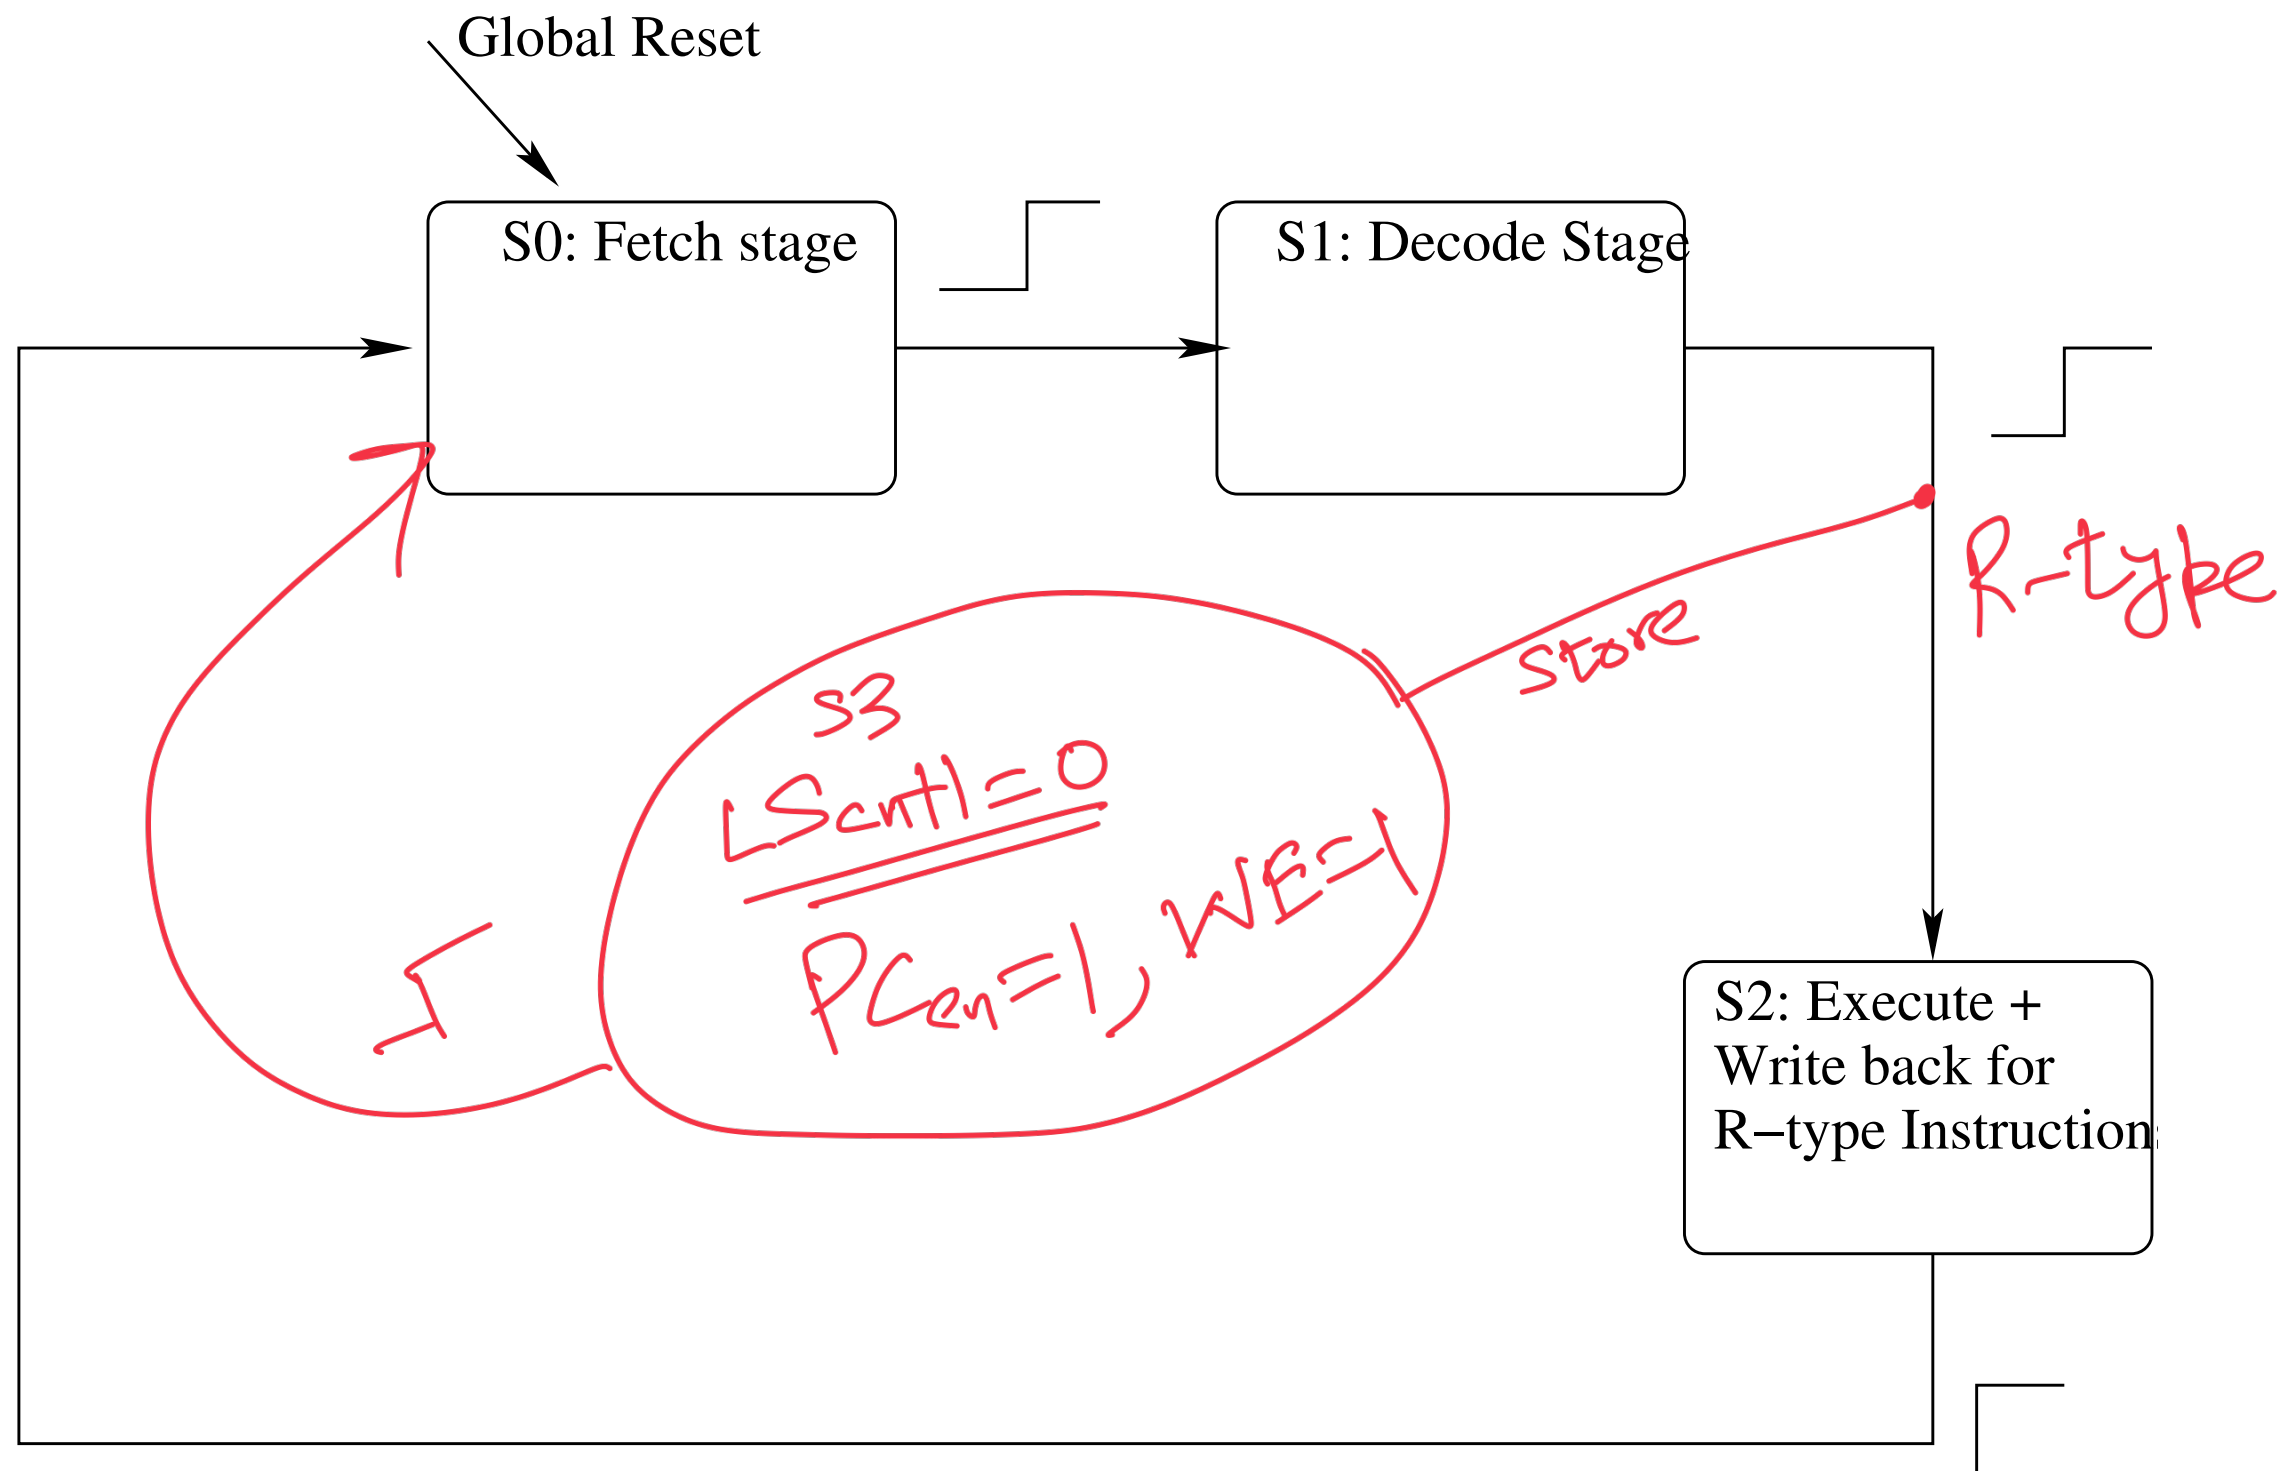 Global Reset
S0: Fetch stage
S1: Decode Stage
R-type
Store
S3
LScntl=0
PCen=1, WE=1
S2: Execute +
Write back for
R-type Instruction